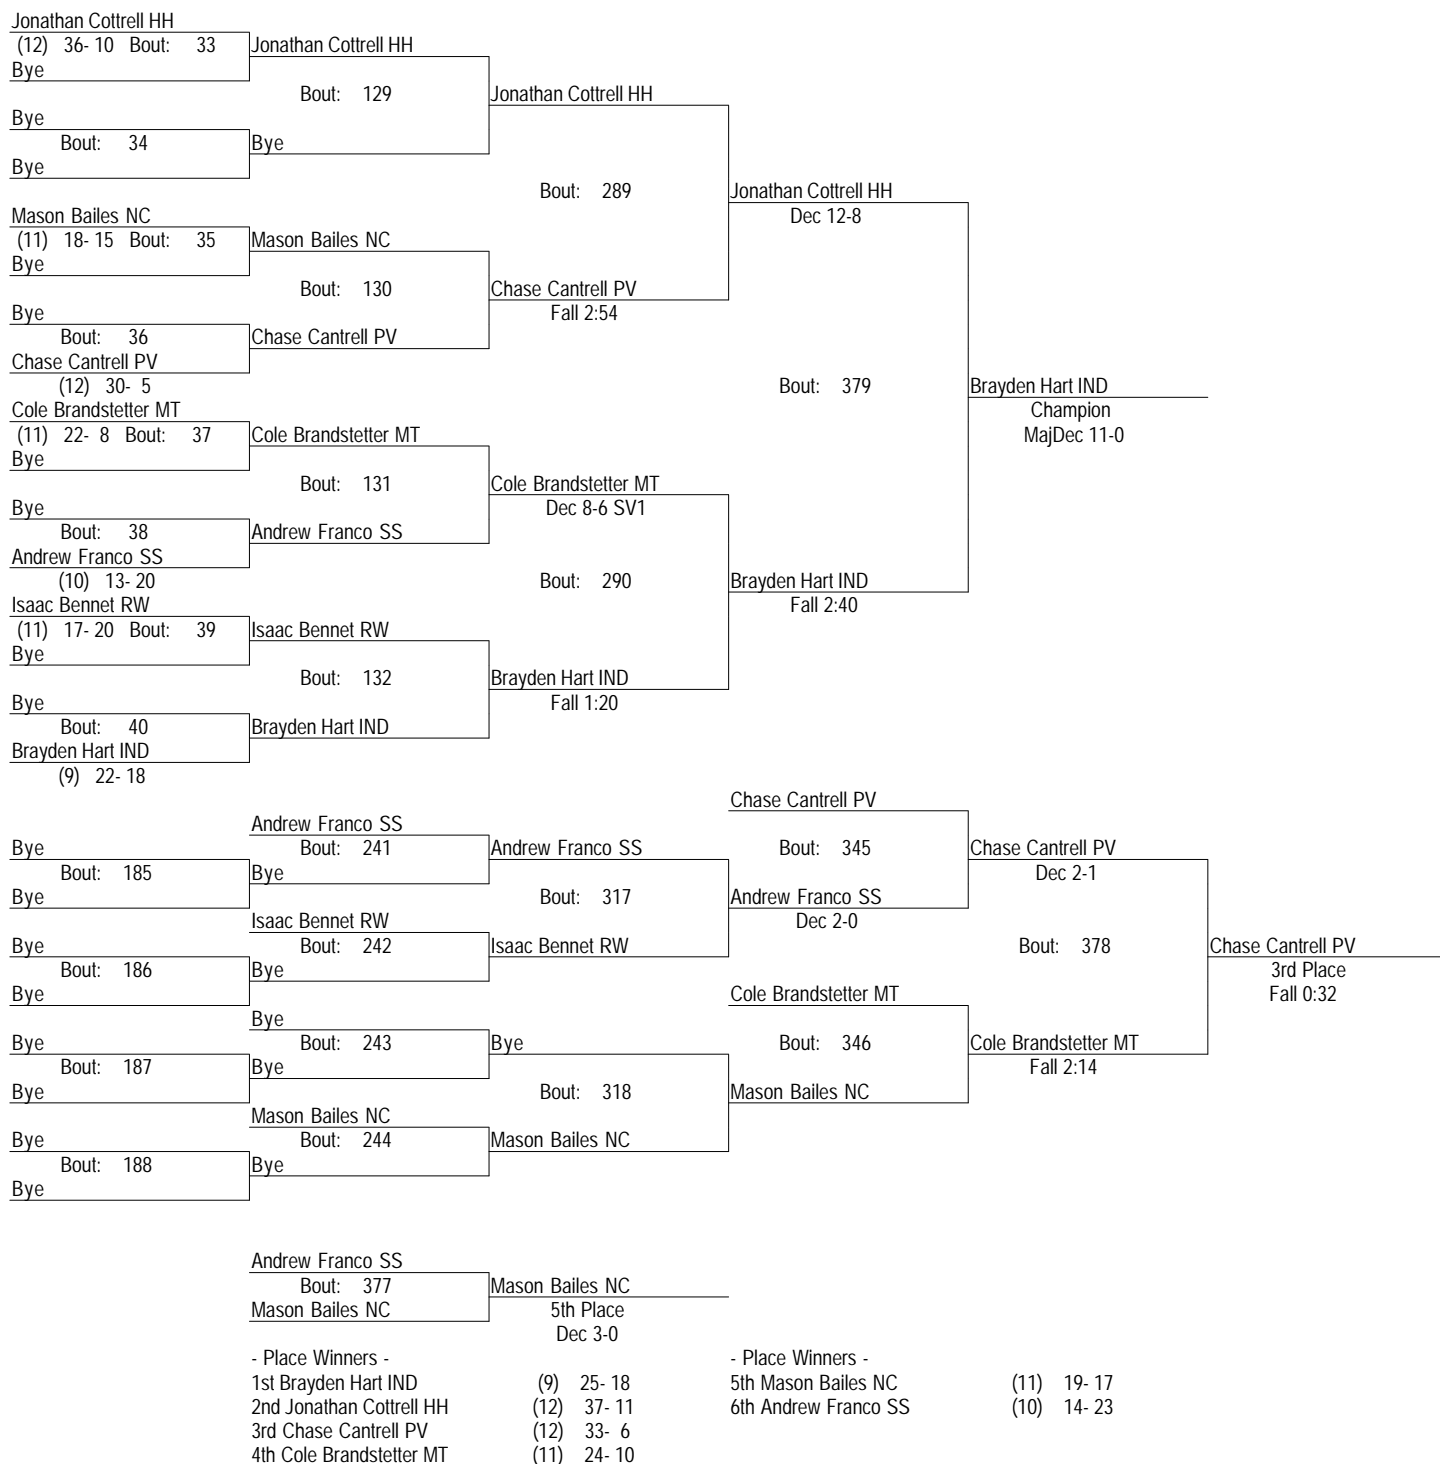 Jonathan Cottrell HH
(12) 36- 10 Bout: 33 Jonathan Cottrell HH
Bye
Bout: 129 Jonathan Cottrell HH
Bye
Bout: 34 Bye
Bye
Bout: 289 Jonathan Cottrell HH
Mason Bailes NC Dec 12-8
(11) 18- 15 Bout: 35 Mason Bailes NC
Bye
Bout: 130 Chase Cantrell PV
Bye Fall 2:54
Bout: 36 Chase Cantrell PV
Chase Cantrell PV
(12) 30- 5 Bout: 379 Brayden Hart IND
Cole Brandstetter MT Champion
(11) 22- 8 Bout: 37 Cole Brandstetter MT MajDec 11-0
Bye
Bout: 131 Cole Brandstetter MT
Bye Dec 8-6 SV1
Bout: 38 Andrew Franco SS
Andrew Franco SS
(10) 13- 20 Bout: 290 Brayden Hart IND
Isaac Bennet RW Fall 2:40
(11) 17- 20 Bout: 39 Isaac Bennet RW
Bye
Bout: 132 Brayden Hart IND
Bye Fall 1:20
Bout: 40 Brayden Hart IND
Brayden Hart IND
(9) 22- 18
Chase Cantrell PV
Andrew Franco SS
Bye Bout: 241 Andrew Franco SS Bout: 345 Chase Cantrell PV
Bout: 185 Bye Dec 2-1
Bye Bout: 317 Andrew Franco SS
Isaac Bennet RW Dec 2-0
Bye Bout: 242 Isaac Bennet RW Bout: 378 Chase Cantrell PV
Bout: 186 Bye 3rd Place
Bye Cole Brandstetter MT Fall 0:32
Bye
Bye Bout: 243 Bye Bout: 346 Cole Brandstetter MT
Bout: 187 Bye Fall 2:14
Bye Bout: 318 Mason Bailes NC
Mason Bailes NC
Bye Bout: 244 Mason Bailes NC
Bout: 188 Bye
Bye
Andrew Franco SS
Bout: 377 Mason Bailes NC
Mason Bailes NC 5th Place
Dec 3-0
- Place Winners - - Place Winners -
1st Brayden Hart IND (9) 25- 18 5th Mason Bailes NC (11) 19- 17
2nd Jonathan Cottrell HH (12) 37- 11 6th Andrew Franco SS (10) 14- 23
3rd Chase Cantrell PV (12) 33- 6
4th Cole Brandstetter MT (11) 24- 10